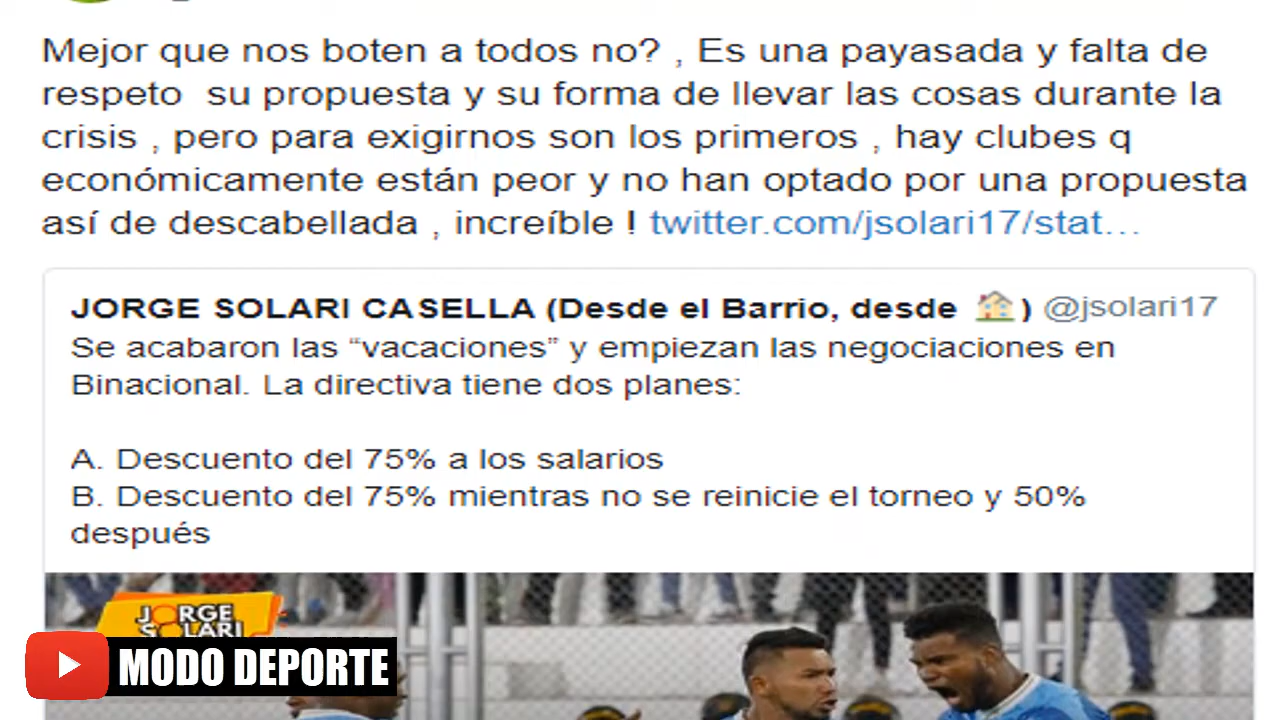 Mejor que nos boten a todos no? , Es una payasada y falta de
respeto  su propuesta y su forma de llevar las cosas durante la
crisis , pero para exigirnos son los primeros , hay clubes q
económicamente están peor y no han optado por una propuesta
así de descabellada , increíble ! twitter.com/jsolari17/stat...
JORGE SOLARI CASELLA (Desde el Barrio, desde 🏠) @jsolari17
Se acabaron las “vacaciones” y empiezan las negociaciones en
Binacional. La directiva tiene dos planes:
A. Descuento del 75% a los salarios
B. Descuento del 75% mientras no se reinicie el torneo y 50%
después
JORGE
SOLARI
MODO DEPORTE